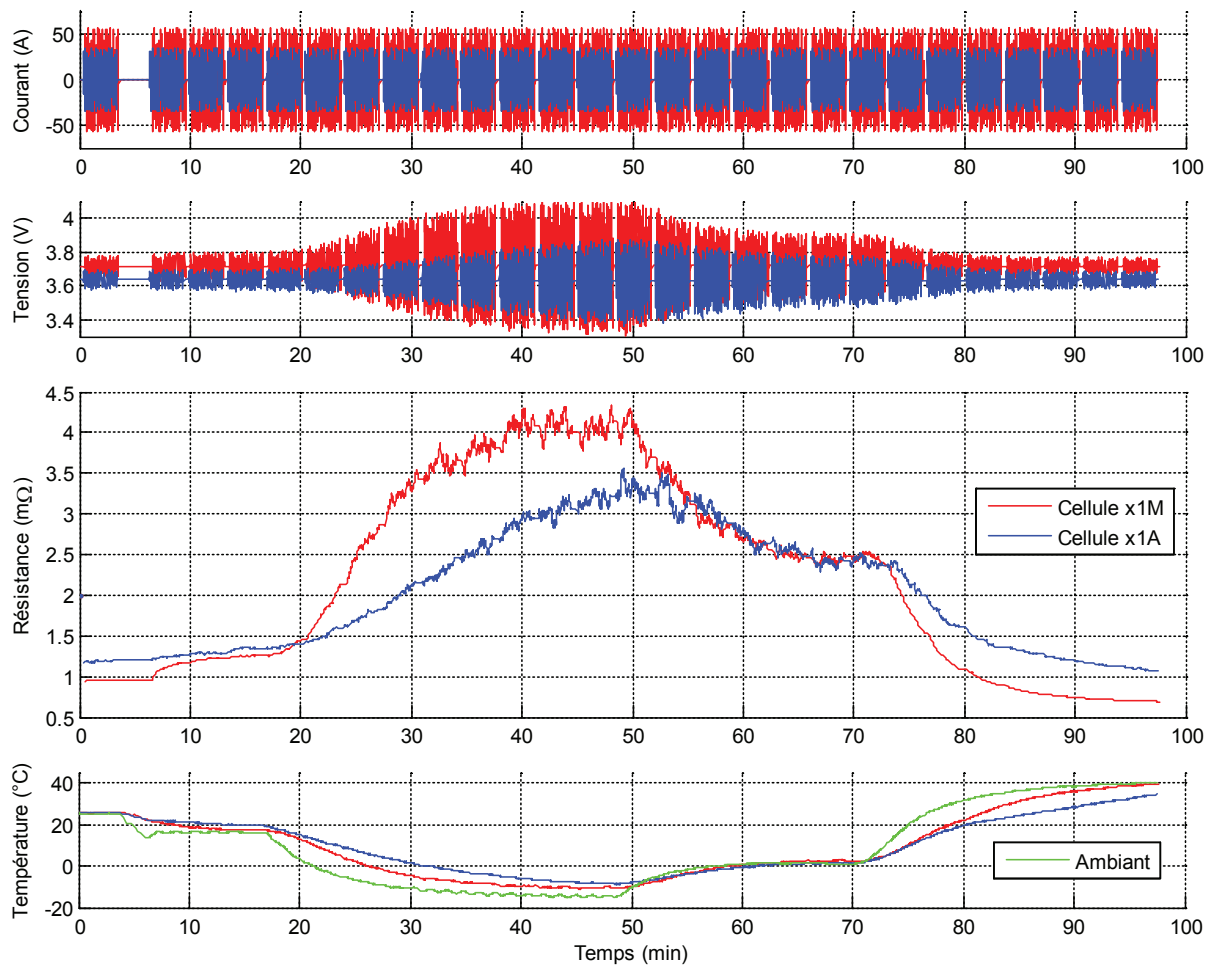 Courant (A)
50
0
-50
0 10 20 30 40 50 60 70 80 90 100
Tension (V)
4
3.8
3.6
3.4
0 10 20 30 40 50 60 70 80 90 100
Résistance (mΩ)
4.5
4
3.5
3
2.5
2
1.5
1
0.5
Cellule x1M
Cellule x1A
0 10 20 30 40 50 60 70 80 90 100
Température (°C)
40
20
0
-20
Ambiant
0 10 20 30 40 50 60 70 80 90 100
Temps (min)